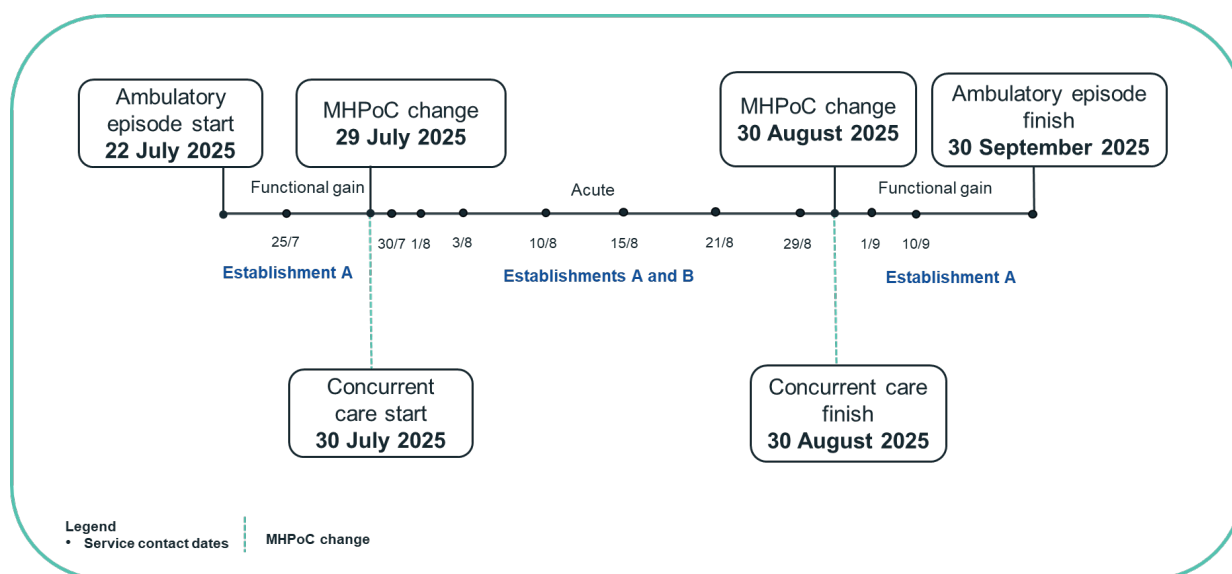 Ambulatory
episode start
22 July 2025
MHPoC change
29 July 2025
MHPoC change
30 August 2025
Ambulatory episode
finish
30 September 2025
Functional gain
Acute
Functional gain
25/7
30/7
1/8
3/8
10/8
15/8
21/8
29/8
1/9
10/9
Establishment A
Establishments A and B
Establishment A
Concurrent
care start
30 July 2025
Concurrent care
finish
30 August 2025
Legend
• Service contact dates
MHPoC change